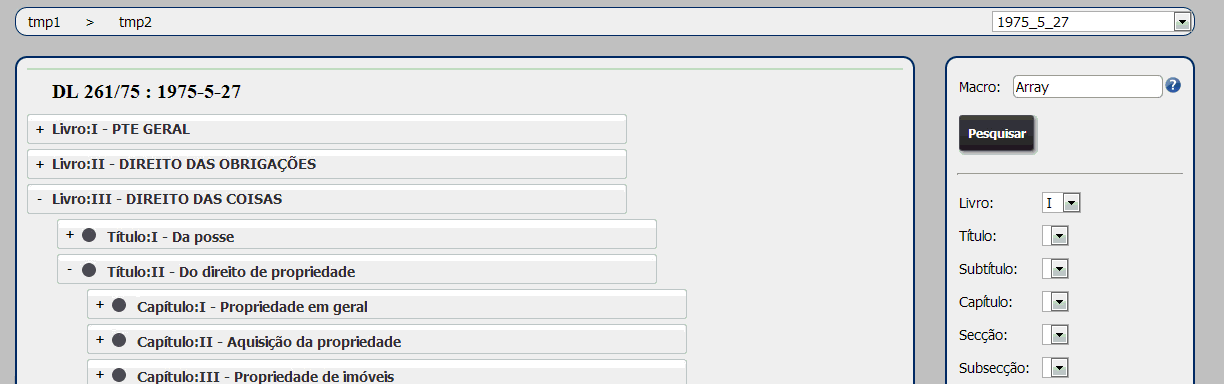 tmp1 > tmp2
1975_5_27
DL 261/75 : 1975-5-27
+ Livro:I - PTE GERAL
+ Livro:II - DIREITO DAS OBRIGAÇÕES
- Livro:III - DIREITO DAS COISAS
+ Título:I - Da posse
- Título:II - Do direito de propriedade
+ Capítulo:I - Propriedade em geral
+ Capítulo:II - Aquisição da propriedade
+ Capítulo:III - Propriedade de imóveis
Macro: Array ?
Pesquisar
Livro: I
Título:
Subtítulo:
Capítulo:
Secção:
Subsecção: